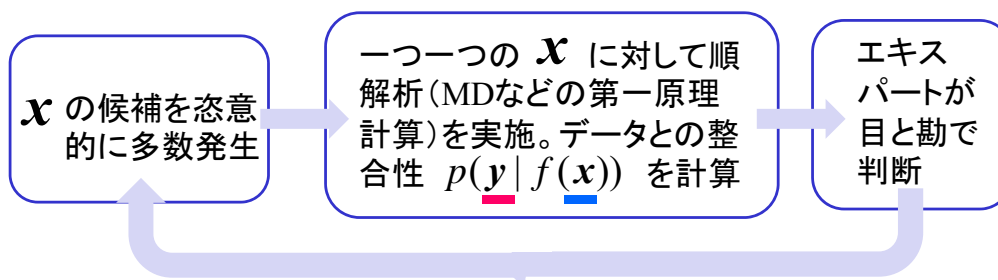 x の候補を恣意
的に多数発生
一つ一つの x に対して順
解析(MDなどの第一原理
計算)を実施。データとの整
合性 p(y | f(x)) を計算
エキス
パートが
目と勘で
判断